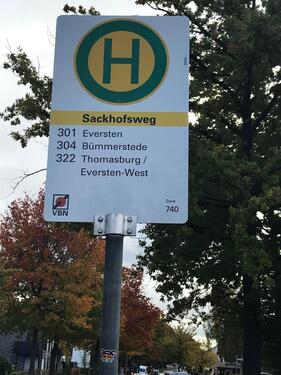 H
Sackhofsweg
301 Eversten
304 Bümmerstede
322 Thomasburg /
Eversten-West
VBN
Zone
740